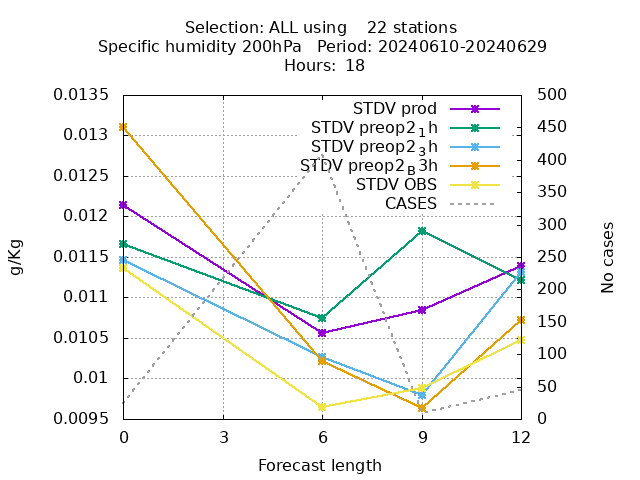 Selection: ALL using    22 stations
Specific humidity 200hPa   Period: 20240610-20240629
Hours: 18
STDV prod
STDV preop2_1h
STDV preop2_3h
STDV preop2_B3h
STDV OBS
CASES
0.0135
0.013
0.0125
0.012
0.0115
0.011
0.0105
0.01
0.0095
g/Kg
500
450
400
350
300
250
200
150
100
50
0
No cases
0 3 6 9 12
Forecast length